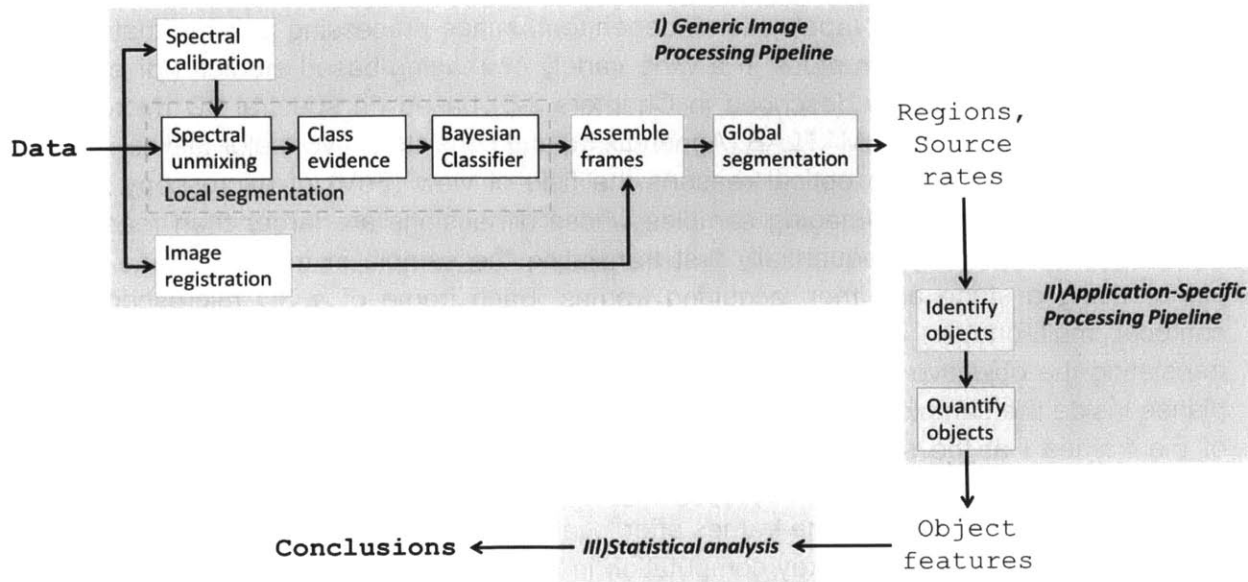 I) Generic Image
Processing Pipeline
Spectral
calibration
Data
Spectral
unmixing
Class
evidence
Bayesian
Classifier
Assemble
frames
Global
segmentation
Local segmentation
Image
registration
Regions,
Source
rates
II)Application-Specific
Processing Pipeline
Identify
objects
Quantify
objects
Object
features
III)Statistical analysis
Conclusions